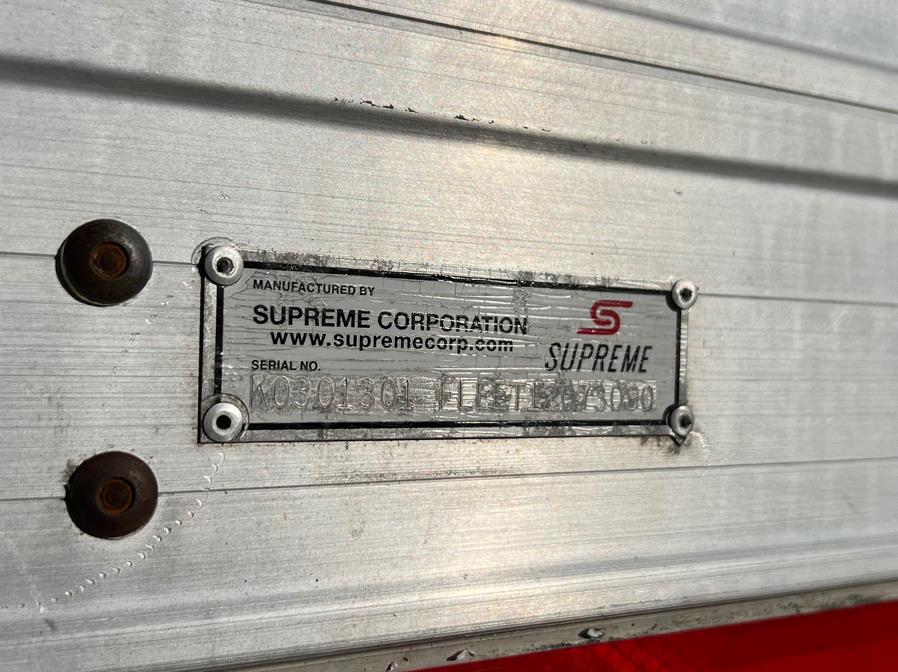 MANUFACTURED BY
SUPREME CORPORATION
www.supremecorp.com
SUPREME
SERIAL NO.
K0301301